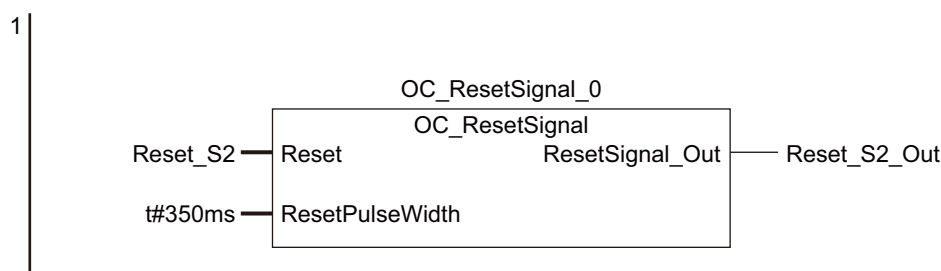 1
OC_ResetSignal_0
OC_ResetSignal
Reset_S2 Reset ResetSignal_Out Reset_S2_Out
t#350ms ResetPulseWidth